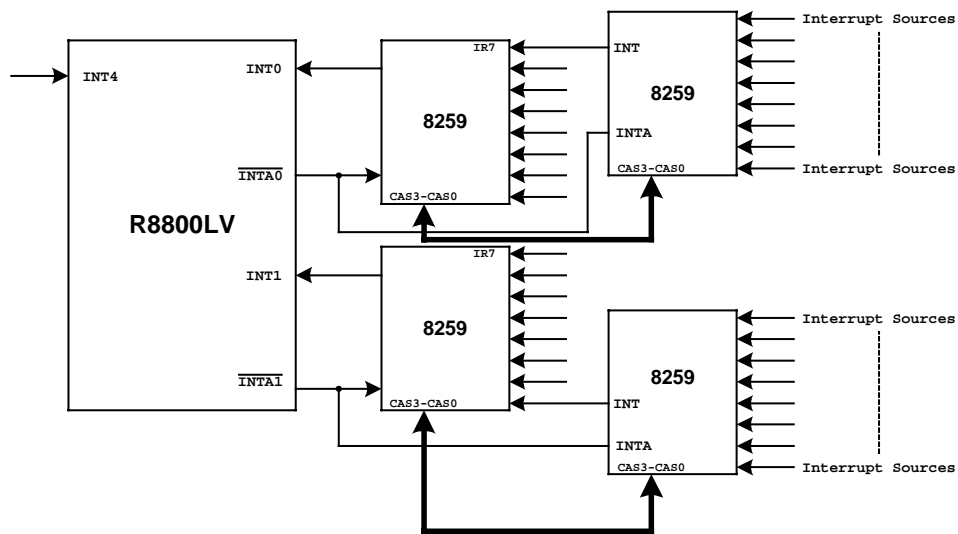 Interrupt Sources
IR7
INT
INT0
INT4
8259
8259
INTA
Interrupt Sources
CAS3-CAS0
INTA0
CAS3-CAS0
R8800LV
IR7
INT1
Interrupt Sources
8259
8259
INTA1
CAS3-CAS0
INT
INTA
CAS3-CAS0
Interrupt Sources